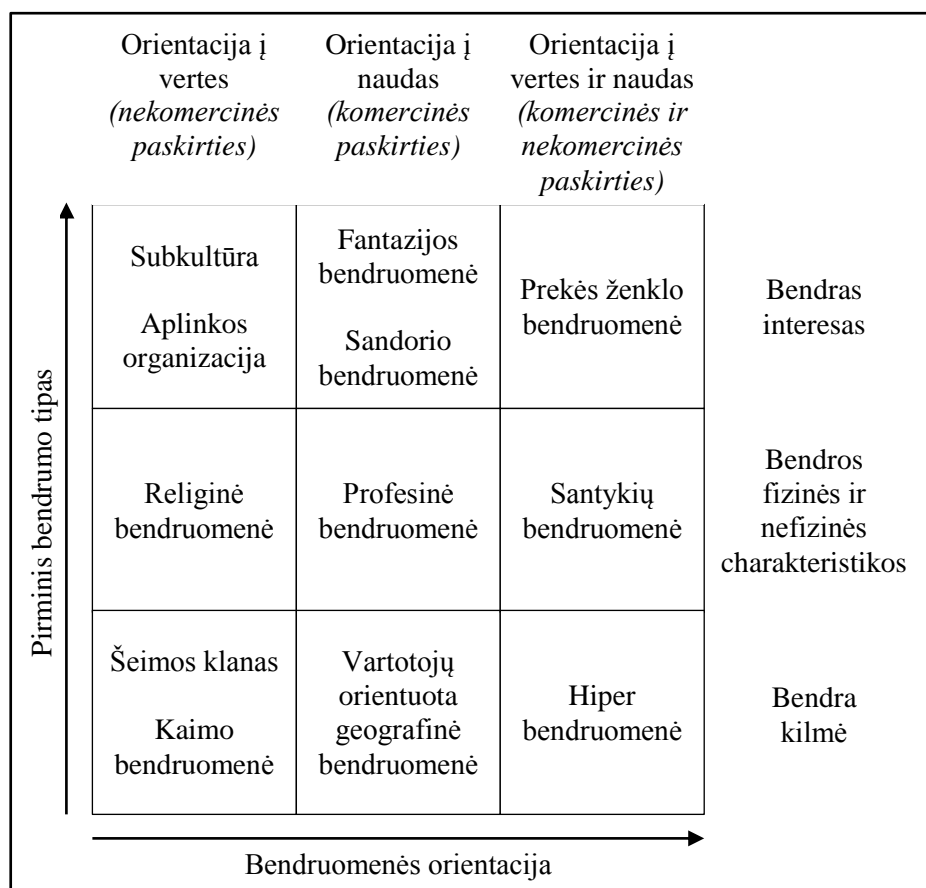 Orientacija į
vertes
(nekomercinės
paskirties)
Orientacija į
naudas
(komercinės
paskirties)
Orientacija į
vertes ir naudas
(komercinės ir
nekomercinės
paskirties)
Pirminis bendrumo tipas
Subkultūra
Aplinkos
organizacija
Fantazijos
bendruomenė
Sandorio
bendruomenė
Prekės ženklo
bendruomenė
Bendras
interesas
Religinė
bendruomenė
Profesinė
bendruomenė
Santykių
bendruomenė
Bendros
fizinės ir
nefizinės
charakteristikos
Šeimos klanas
Kaimo
bendruomenė
Vartotojų
orientuota
geografinė
bendruomenė
Hiper
bendruomenė
Bendra
kilmė
Bendruomenės orientacija